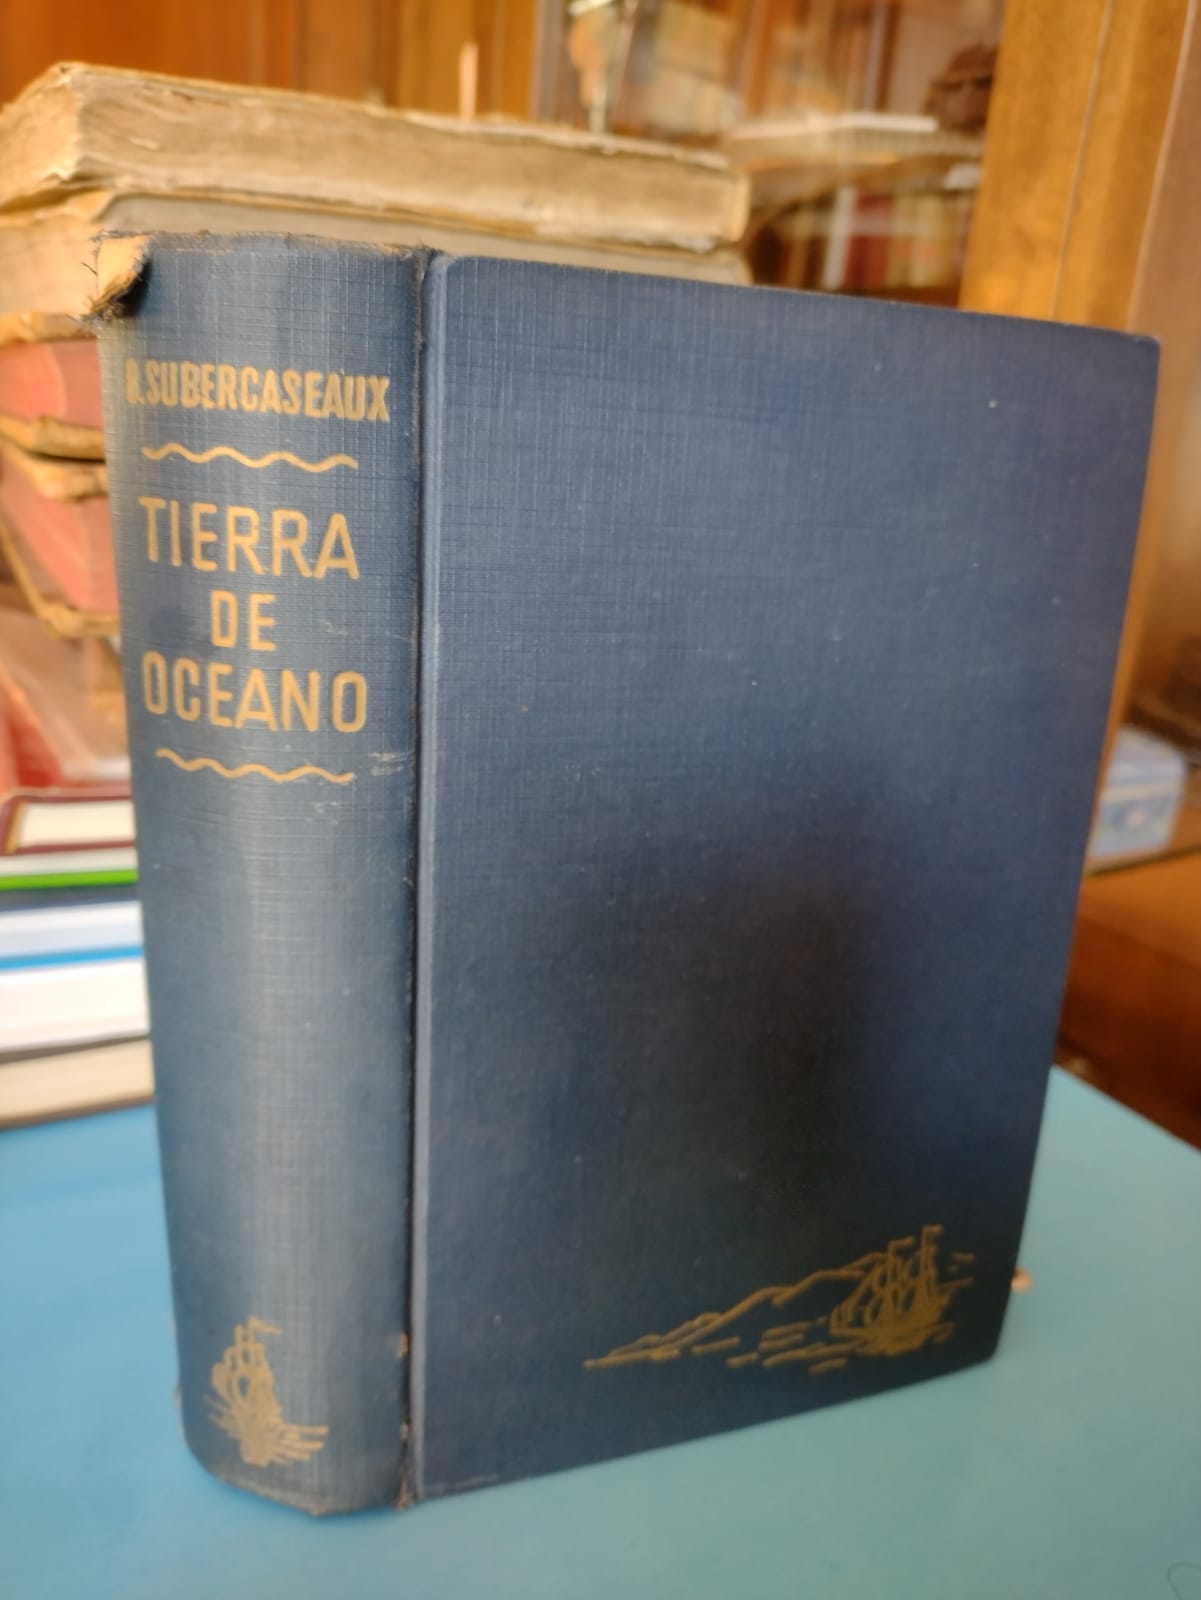 B. SUBERCASEAUX
TIERRA
DE
OCEANO